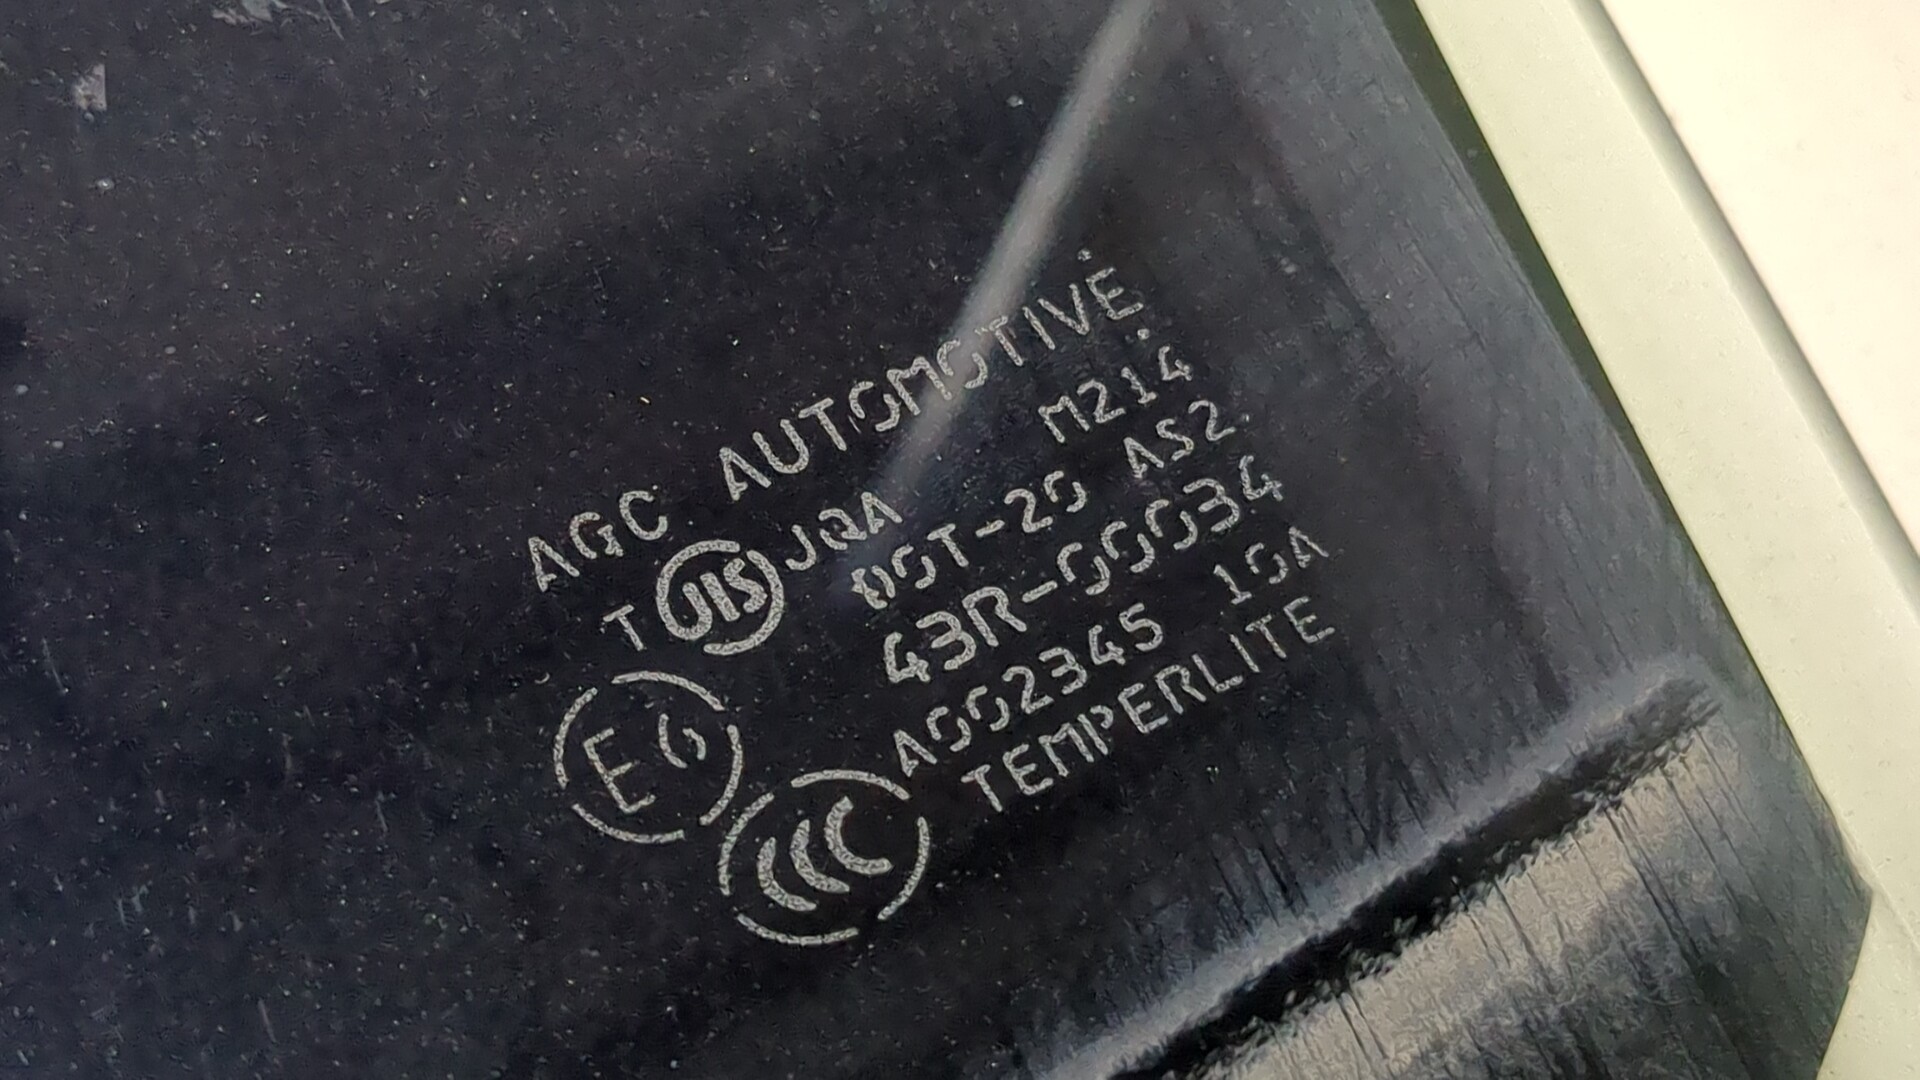 AGC AUTOMOTIVE
T JIS JQA M214
DOT-20 AS2
E6 43R-00034
CCC A002345 10A
TEMPERLITE